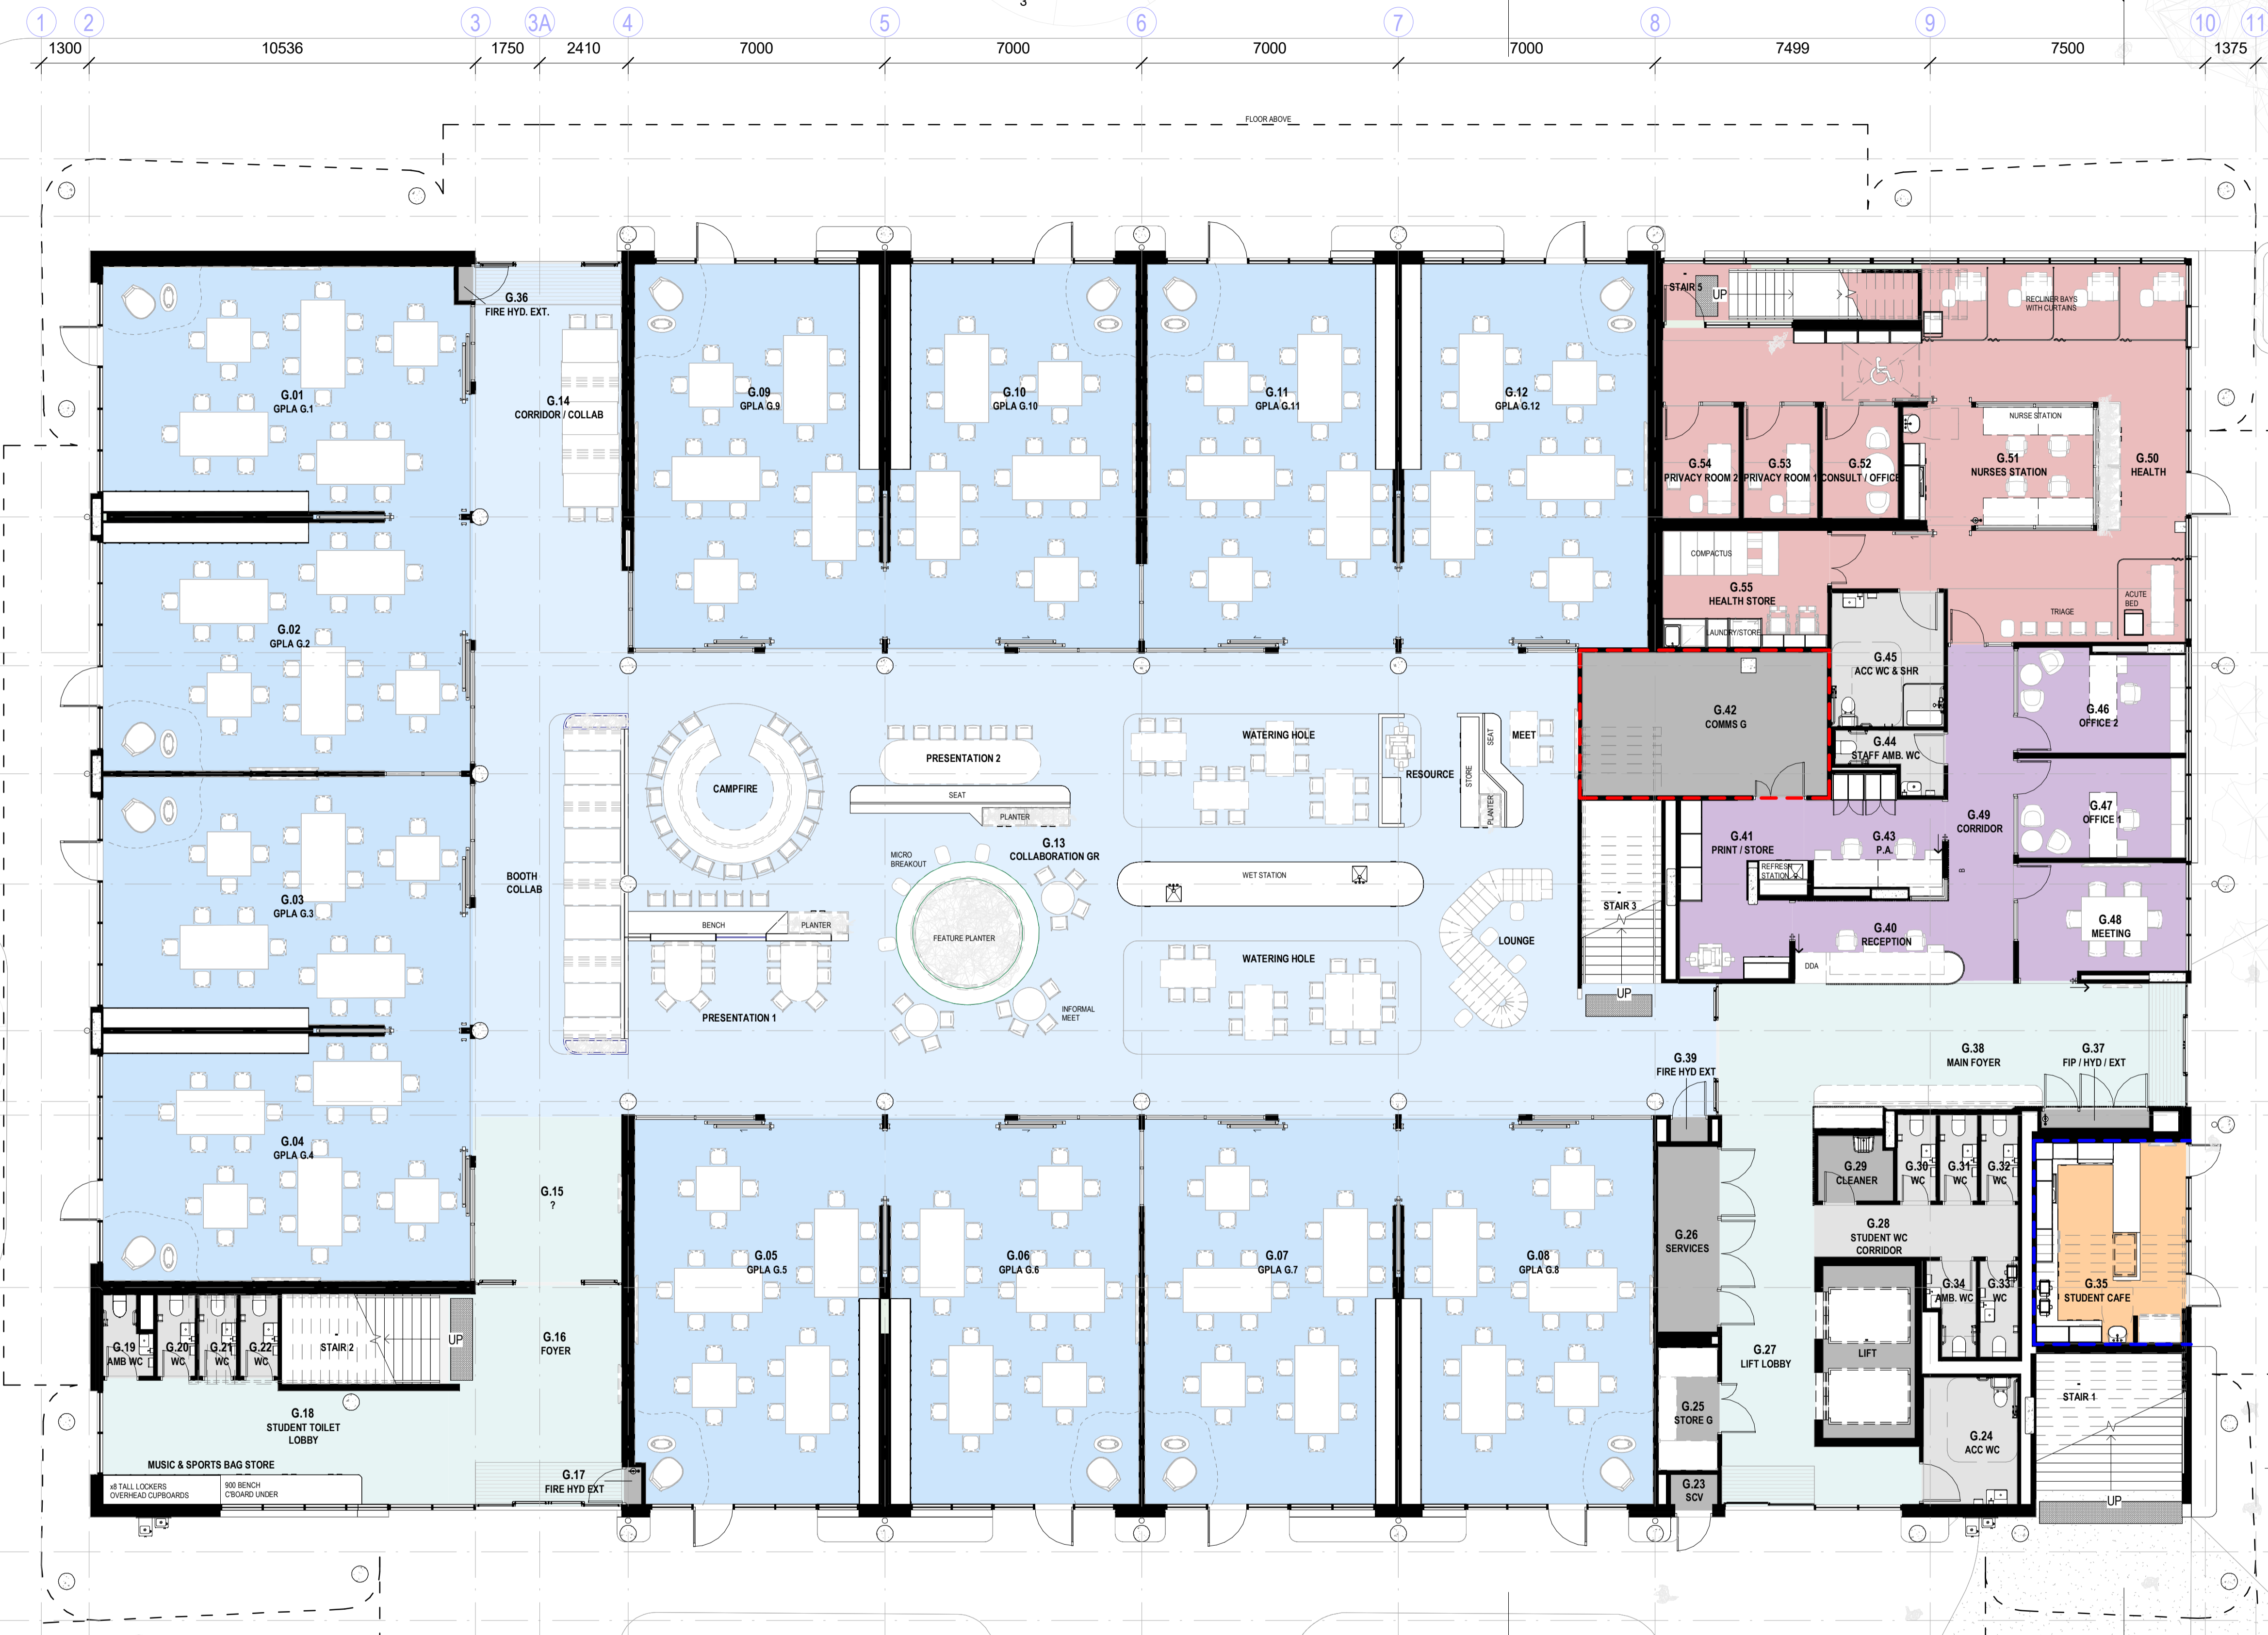 3
1
2
3
3A
4
5
6
7
8
9
10
11
1300
10536
1750
2410
7000
7000
7000
7000
7499
7500
1375
FLOOR ABOVE
G.36
FIRE HYD. EXT.
G.01
GPLA G.1
G.14
CORRIDOR / COLLAB
G.09
GPLA G.9
G.10
GPLA G.10
G.11
GPLA G.11
G.12
GPLA G.12
STAIR 5
UP
RECLINER BAYS
WITH CURTAINS
NURSE STATION
G.54
PRIVACY ROOM 2
G.53
PRIVACY ROOM 1
G.52
CONSULT / OFFICE
G.51
NURSES STATION
G.50
HEALTH
COMPACTUS
G.55
HEALTH STORE
LAUNDRY/STORE
TRIAGE
ACUTE
BED
G.02
GPLA G.2
G.45
ACC WC & SHR
G.46
OFFICE 2
G.42
COMMS G
G.44
STAFF AMB. WC
WATERING HOLE
RESOURCE
STORE
SEAT
PLANTER
MEET
PRESENTATION 2
CAMPFIRE
SEAT
PLANTER
G.47
OFFICE 1
G.49
CORRIDOR
G.41
PRINT / STORE
G.43
P.A.
REFRESH
STATION
G.13
COLLABORATION GR
MICRO
BREAKOUT
BOOTH
COLLAB
WET STATION
G.03
GPLA G.3
STAIR 3
B
G.48
MEETING
G.40
RECEPTION
DDA
BENCH
PLANTER
FEATURE PLANTER
LOUNGE
WATERING HOLE
UP
PRESENTATION 1
INFORMAL
MEET
G.39
FIRE HYD EXT
G.38
MAIN FOYER
G.37
FIP / HYD / EXT
G.04
GPLA G.4
G.15
?
G.29
CLEANER
G.30
WC
G.31
WC
G.32
WC
G.26
SERVICES
G.28
STUDENT WC
CORRIDOR
G.05
GPLA G.5
G.06
GPLA G.6
G.07
GPLA G.7
G.08
GPLA G.8
G.34
AMB. WC
G.33
WC
G.35
STUDENT CAFE
G.19
AMB WC
G.20
WC
G.21
WC
G.22
WC
STAIR 2
UP
G.16
FOYER
G.27
LIFT LOBBY
LIFT
STAIR 1
G.18
STUDENT TOILET
LOBBY
G.25
STORE G
G.24
ACC WC
MUSIC & SPORTS BAG STORE
x8 TALL LOCKERS
OVERHEAD CUPBOARDS
900 BENCH
C'BOARD UNDER
G.17
FIRE HYD EXT
G.23
SCV
UP